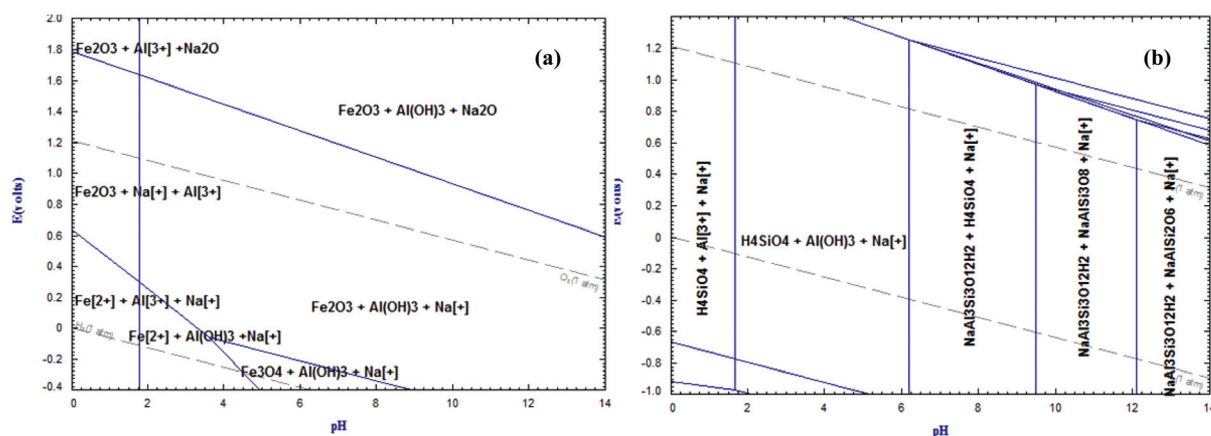 (a)
Fe2O3 + Al[3+] +Na2O
Fe2O3 + Al(OH)3 + Na2O
Fe2O3 + Na[+] + Al[3+]
O₂(1 atm)
Fe[2+] + Al[3+] + Na[+]
Fe2O3 + Al(OH)3 + Na[+]
H₂(1 atm)
Fe[2+] + Al(OH)3 +Na[+]
Fe3O4 + Al(OH)3 + Na[+]
E(volts)
2.0
1.8
1.6
1.4
1.2
1.0
0.8
0.6
0.4
0.2
0
-0.2
-0.4
0 2 4 6 8 10 12 14
pH
(b)
H4SiO4 + Al[3+] + Na[+]
H4SiO4 + Al(OH)3 + Na[+]
NaAl3Si3O12H2 + H4SiO4 + Na[+]
NaAl3Si3O12H2 + NaAlSi3O8 + Na[+]
NaAl3Si3O12H2 + NaAlSi2O6 + Na[+]
(1 atm)
(1 atm)
E(volts)
1.2
1.0
0.8
0.6
0.4
0.2
0
-0.2
-0.4
-0.6
-0.8
-1.0
0 2 4 6 8 10 12 14
pH